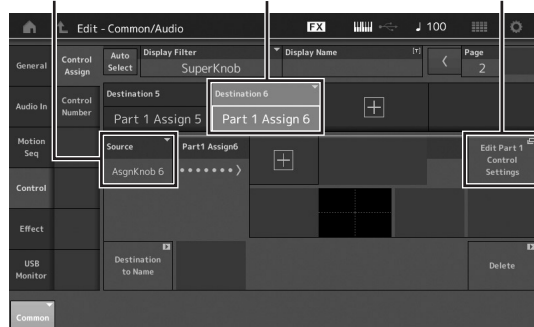 Edit - Common/Audio FX ♩ 100
General
Control Assign
Auto Select
Display Filter
SuperKnob
Display Name [T]
Page
2
Audio In
Control Number
Destination 5
Part 1 Assign 5
Destination 6
Part 1 Assign 6
Motion Seq
Source
AsgnKnob 6
Part1 Assign6
Edit Part 1 Control Settings
Control
Effect
USB Monitor
Destination to Name
Delete
Common